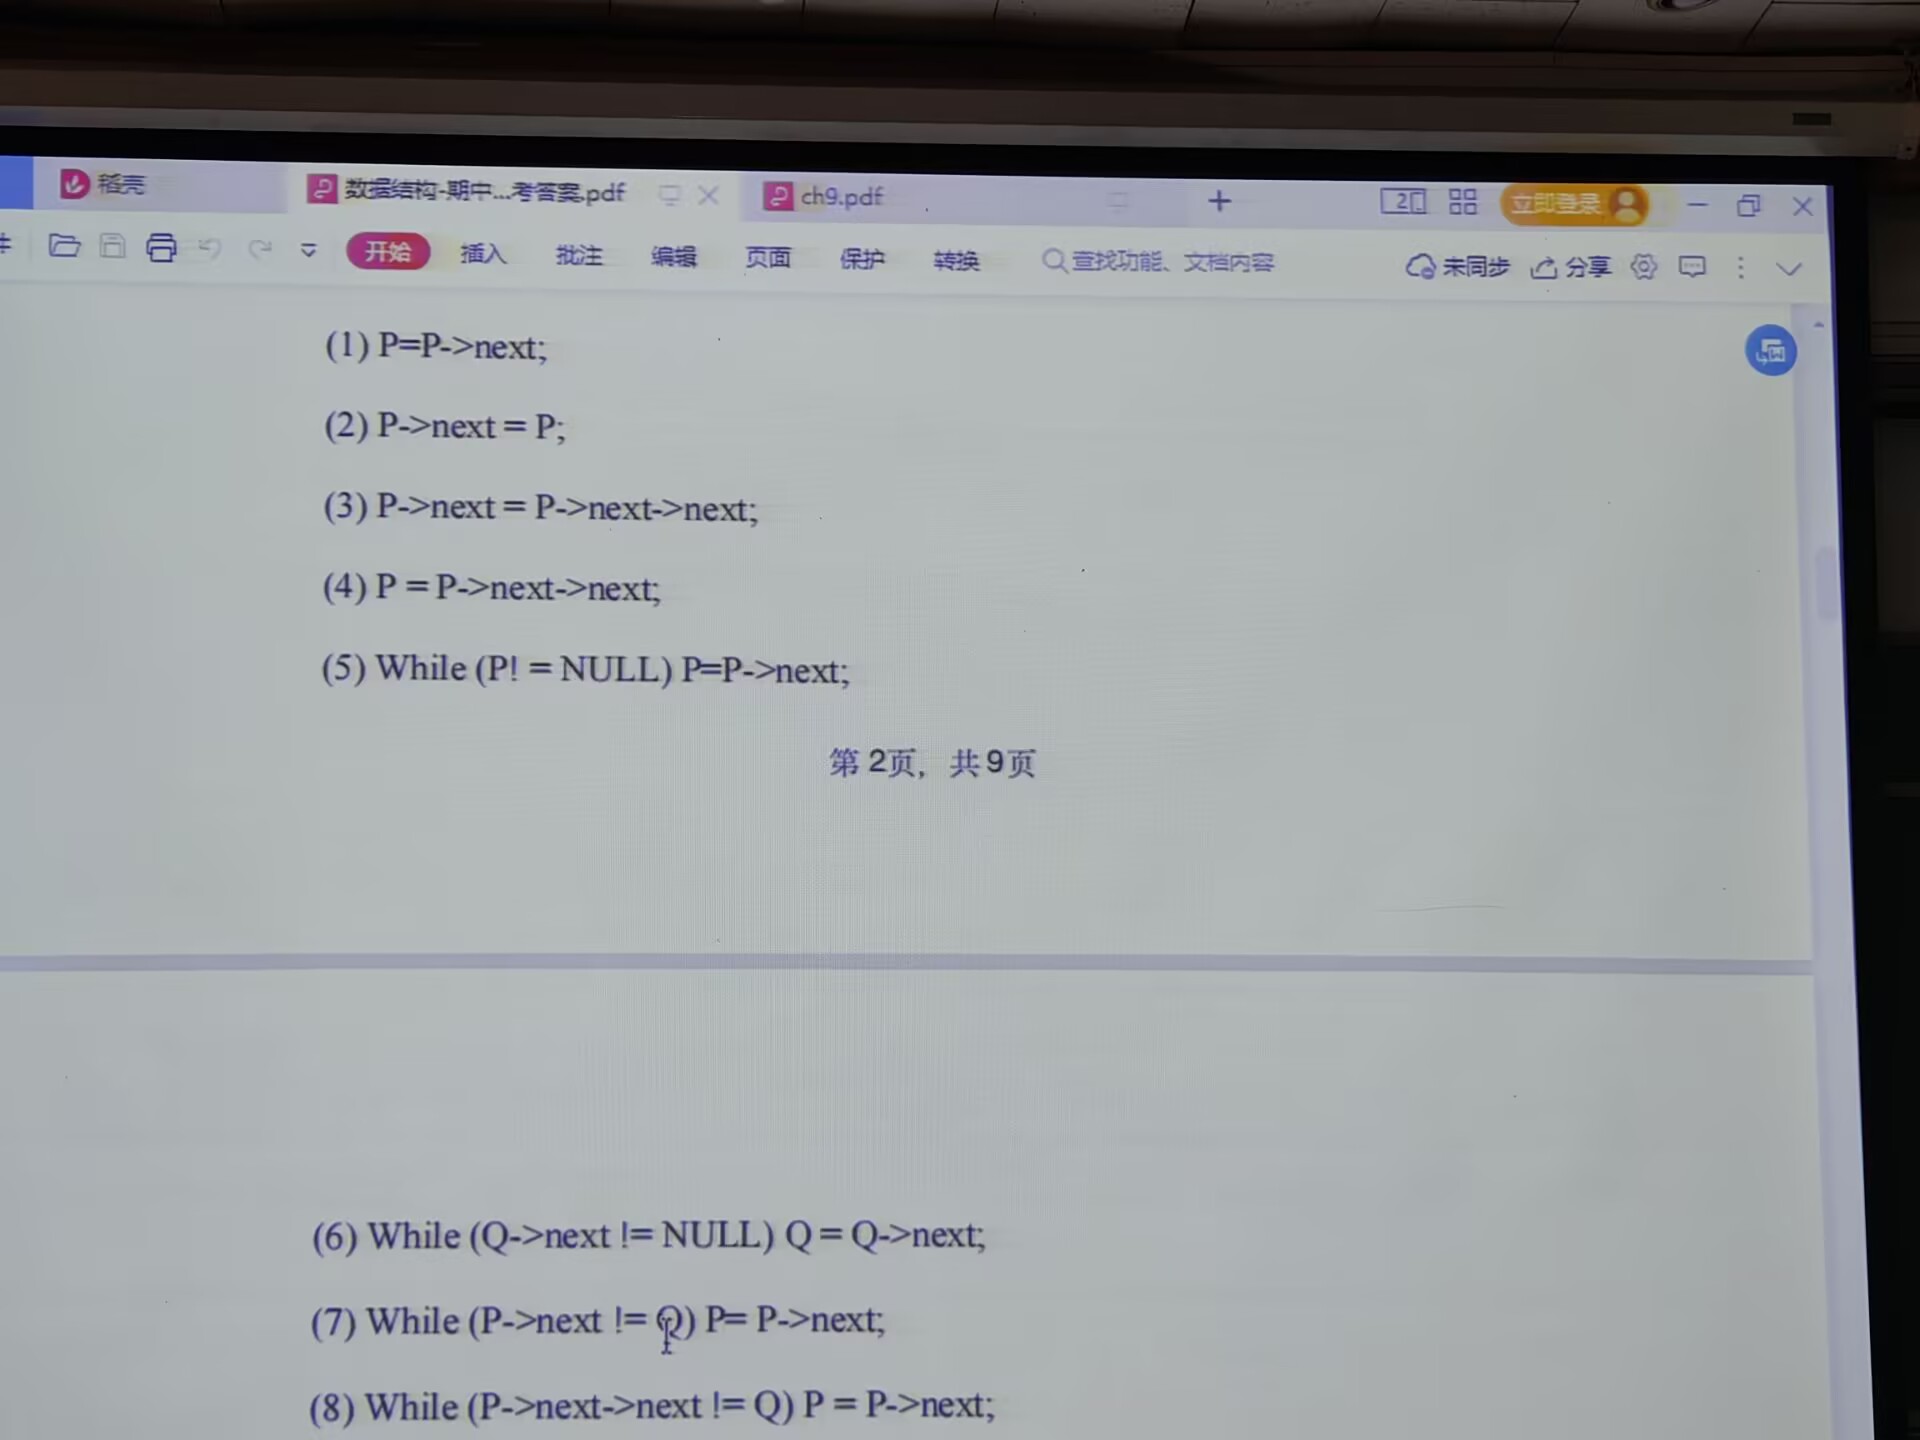 稻壳 数据结构-期中...考答案.pdf ch9.pdf + 立即登录
开始 插入 批注 编辑 页面 保护 转换 查找功能、文档内容 未同步 分享
(1) P=P->next;
(2) P->next = P;
(3) P->next = P->next->next;
(4) P = P->next->next;
(5) While (P! = NULL) P=P->next;
第 2页，共9页
(6) While (Q->next != NULL) Q = Q->next;
(7) While (P->next != Q) P= P->next;
(8) While (P->next->next != Q) P = P->next;